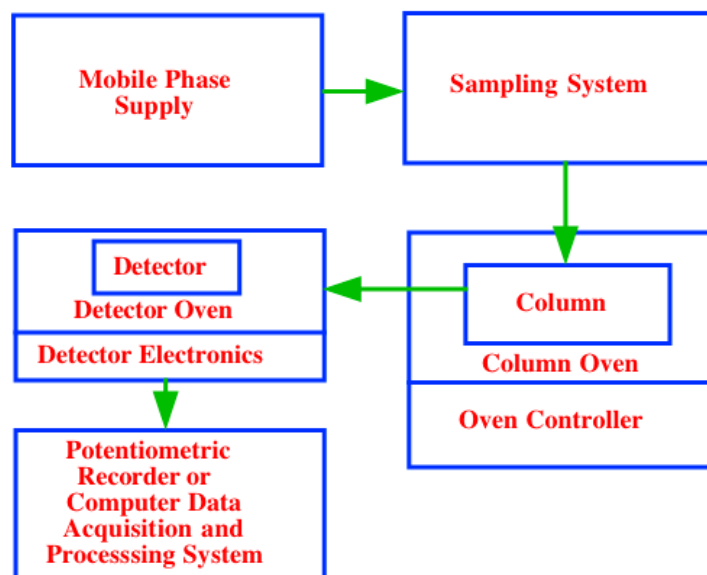 Mobile Phase
Supply
Sampling System
Detector
Detector Oven
Detector Electronics
Column
Column Oven
Oven Controller
Potentiometric
Recorder or
Computer Data
Acquisition and
Processsing System